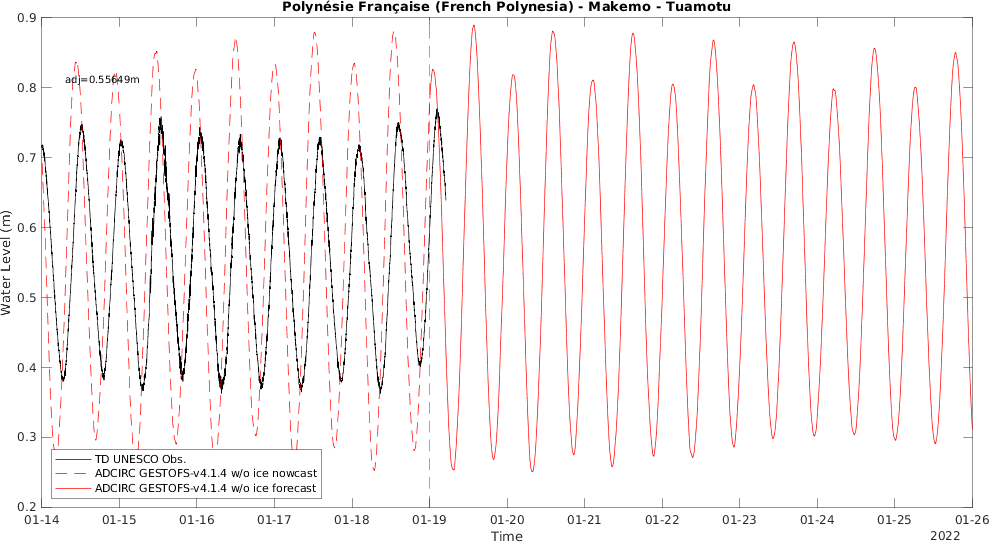 Polynésie Française (French Polynesia) - Makemo - Tuamotu
adj=0.55649m
Water Level (m)
0.9
0.8
0.7
0.6
0.5
0.4
0.3
0.2
TD UNESCO Obs.
ADCIRC GESTOFS-v4.1.4 w/o ice nowcast
ADCIRC GESTOFS-v4.1.4 w/o ice forecast
01-14 01-15 01-16 01-17 01-18 01-19 01-20 01-21 01-22 01-23 01-24 01-25 01-26
Time
2022